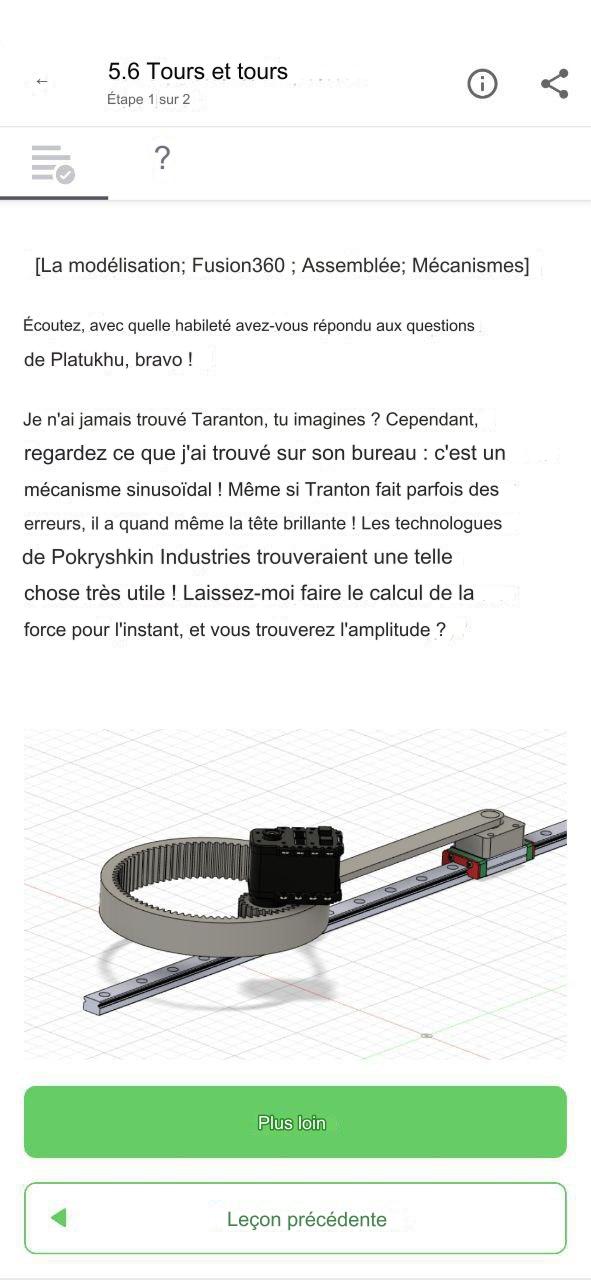 5.6 Tours et tours
Étape 1 sur 2
?
[La modélisation; Fusion360 ; Assemblée; Mécanismes]
Écoutez, avec quelle habileté avez-vous répondu aux questions
de Platukhu, bravo !
Je n'ai jamais trouvé Taranton, tu imagines ? Cependant,
regardez ce que j'ai trouvé sur son bureau : c'est un
mécanisme sinusoïdal ! Même si Tranton fait parfois des
erreurs, il a quand même la tête brillante ! Les technologues
de Pokryshkin Industries trouveraient une telle
chose très utile ! Laissez-moi faire le calcul de la
force pour l'instant, et vous trouverez l'amplitude ?
Plus loin
Leçon précédente